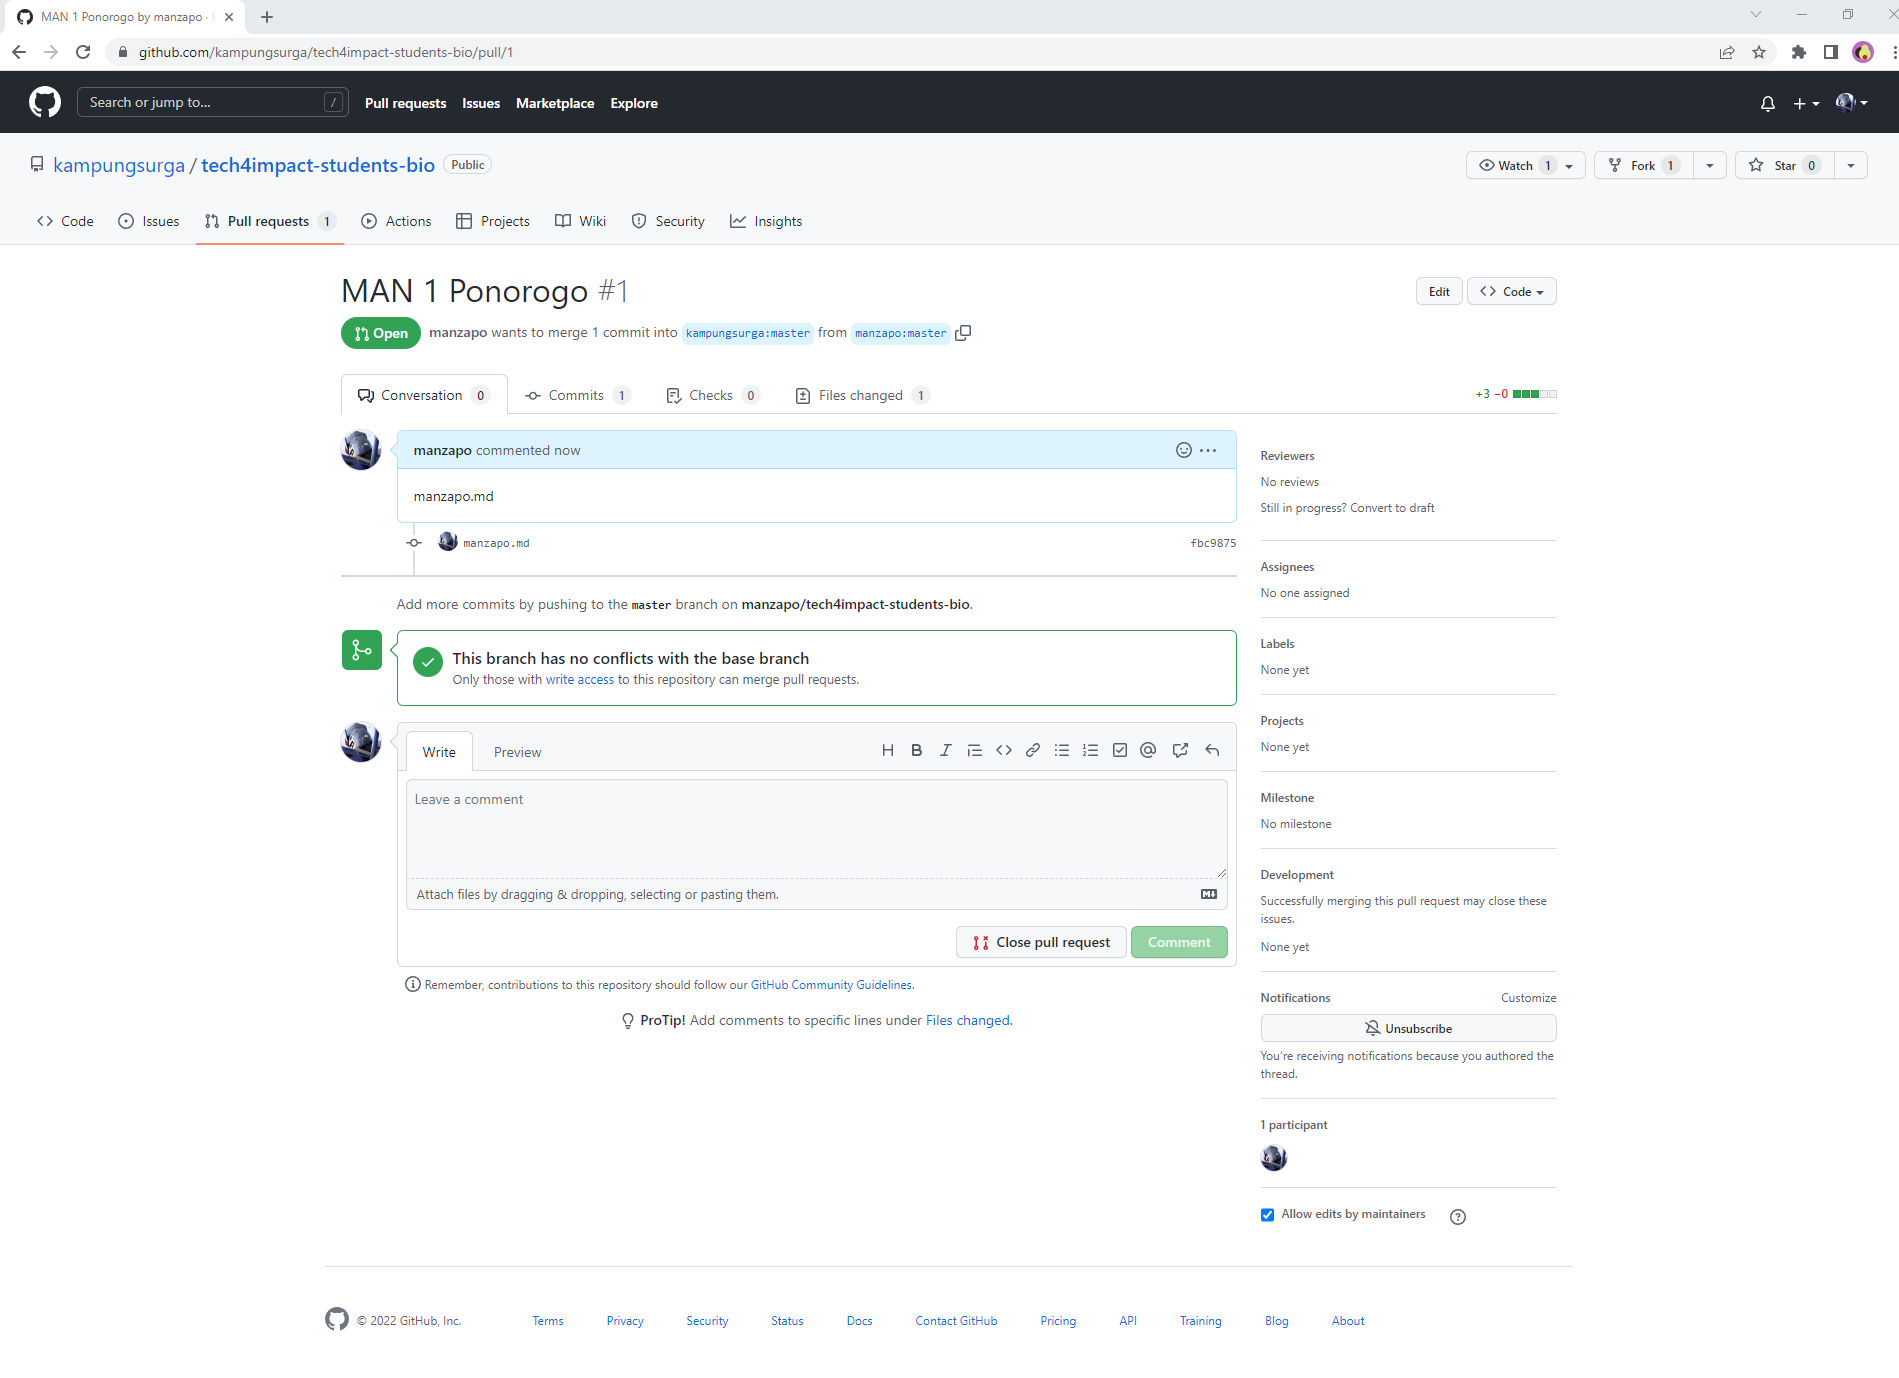 MAN 1 Ponorogo by manzapo ·
github.com/kampungsurga/tech4impact-students-bio/pull/1
Search or jump to... / Pull requests Issues Marketplace Explore
kampungsurga / tech4impact-students-bio Public
Watch 1 Fork 1 Star 0
Code Issues Pull requests 1 Actions Projects Wiki Security Insights
MAN 1 Ponorogo #1
Edit Code
Open manzapo wants to merge 1 commit into kampungsurga:master from manzapo:master
Conversation 0 Commits 1 Checks 0 Files changed 1
+3 −0
manzapo commented now
manzapo.md
manzapo.md fbc9875
Add more commits by pushing to the master branch on manzapo/tech4impact-students-bio.
This branch has no conflicts with the base branch
Only those with write access to this repository can merge pull requests.
Write Preview
Leave a comment
Attach files by dragging & dropping, selecting or pasting them.
Close pull request Comment
Remember, contributions to this repository should follow our GitHub Community Guidelines.
ProTip! Add comments to specific lines under Files changed.
Reviewers
No reviews
Still in progress? Convert to draft
Assignees
No one assigned
Labels
None yet
Projects
None yet
Milestone
No milestone
Development
Successfully merging this pull request may close these
issues.
None yet
Notifications Customize
Unsubscribe
You're receiving notifications because you authored the
thread.
1 participant
Allow edits by maintainers
© 2022 GitHub, Inc. Terms Privacy Security Status Docs Contact GitHub Pricing API Training Blog About